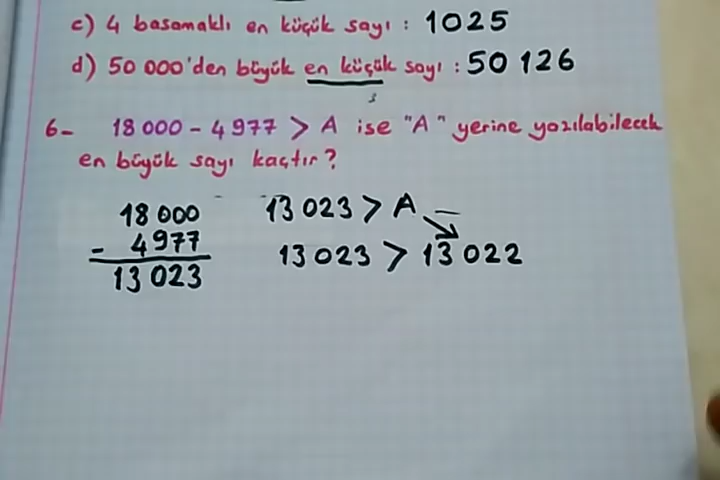 c) 4 basamaklı en küçük sayı : 1025
d) 50 000'den büyük en küçük sayı : 50 126
6- 18 000 - 4 977 > A ise "A" yerine yazılabilecek
en büyük sayı kaçtır?
18 000
- 4 977
13 023
13 023 > A
13 023 > 13 022